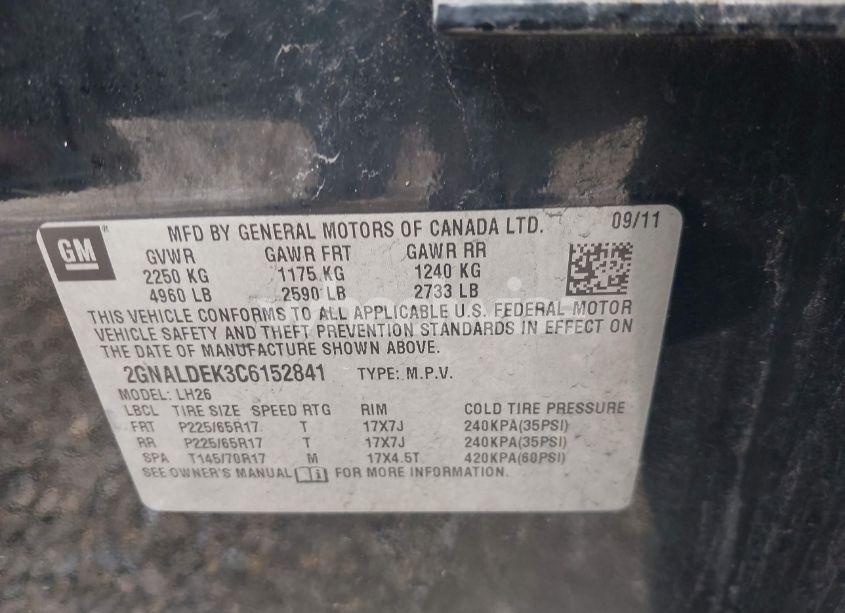 GM
MFD BY GENERAL MOTORS OF CANADA LTD. 09/11
GVWR GAWR FRT GAWR RR
2250 KG 1175 KG 1240 KG
4960 LB 2590 LB 2733 LB
THIS VEHICLE CONFORMS TO ALL APPLICABLE U.S. FEDERAL MOTOR
VEHICLE SAFETY AND THEFT PREVENTION STANDARDS IN EFFECT ON
THE DATE OF MANUFACTURE SHOWN ABOVE.
2GNALDEK3C6152841 TYPE: M.P.V.
MODEL: LH26
LBCL TIRE SIZE SPEED RTG RIM COLD TIRE PRESSURE
FRT P225/65R17 T 17X7J 240KPA(35PSI)
RR P225/65R17 T 17X7J 240KPA(35PSI)
SPA T145/70R17 M 17X4.5T 420KPA(60PSI)
SEE OWNER'S MANUAL FOR MORE INFORMATION.